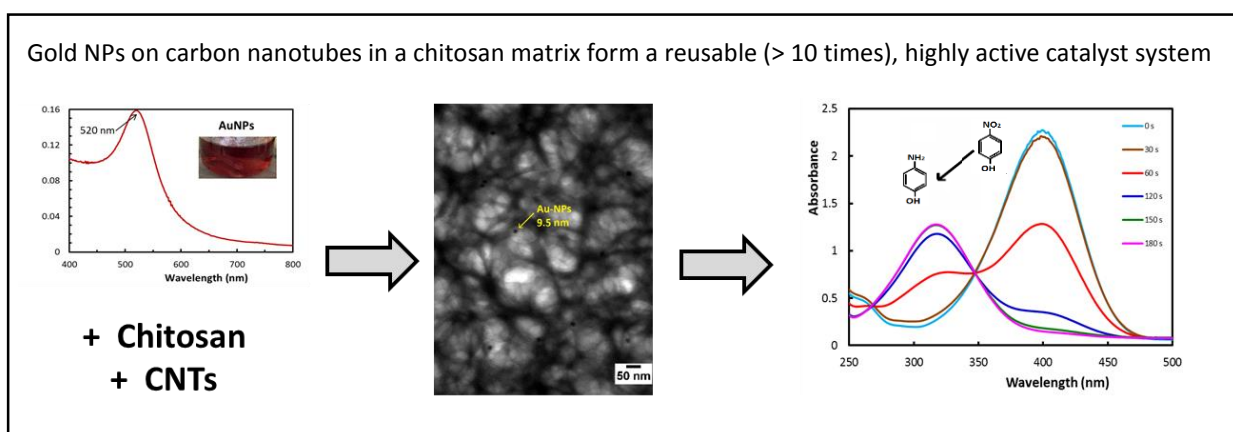 Gold NPs on carbon nanotubes in a chitosan matrix form a reusable (> 10 times), highly active catalyst system
0.16
0.12
0.08
0.04
0.00
520 nm
AuNPs
400 500 600 700 800
Wavelength (nm)
+ Chitosan
+ CNTs
Au-NPs
9.5 nm
50 nm
Absorbance
2.5
2
1.5
1
0.5
0
NO₂
OH
NH₂
OH
0 s
30 s
60 s
120 s
150 s
180 s
250 300 350 400 450 500
Wavelength (nm)